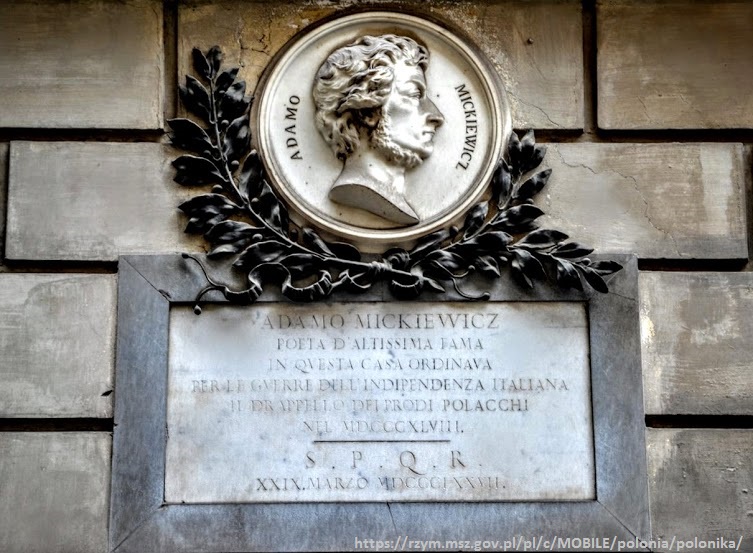 ADAMO MICKIEWICZ
ADAMO MICKIEWICZ
POETA D'ALTISSIMA FAMA
IN QVESTA CASA ORDINAVA
PER LE GVERRE DELL'INDIPENDENZA ITALIANA
IL DRAPPELLO DEI PRODI POLACCHI
NEL MDCCCXLVIII.
S. P. Q. R.
XXIX.MARZO MDCCCLXXVII.
https://rzym.msz.gov.pl/pl/c/MOBILE/polonia/polonika/